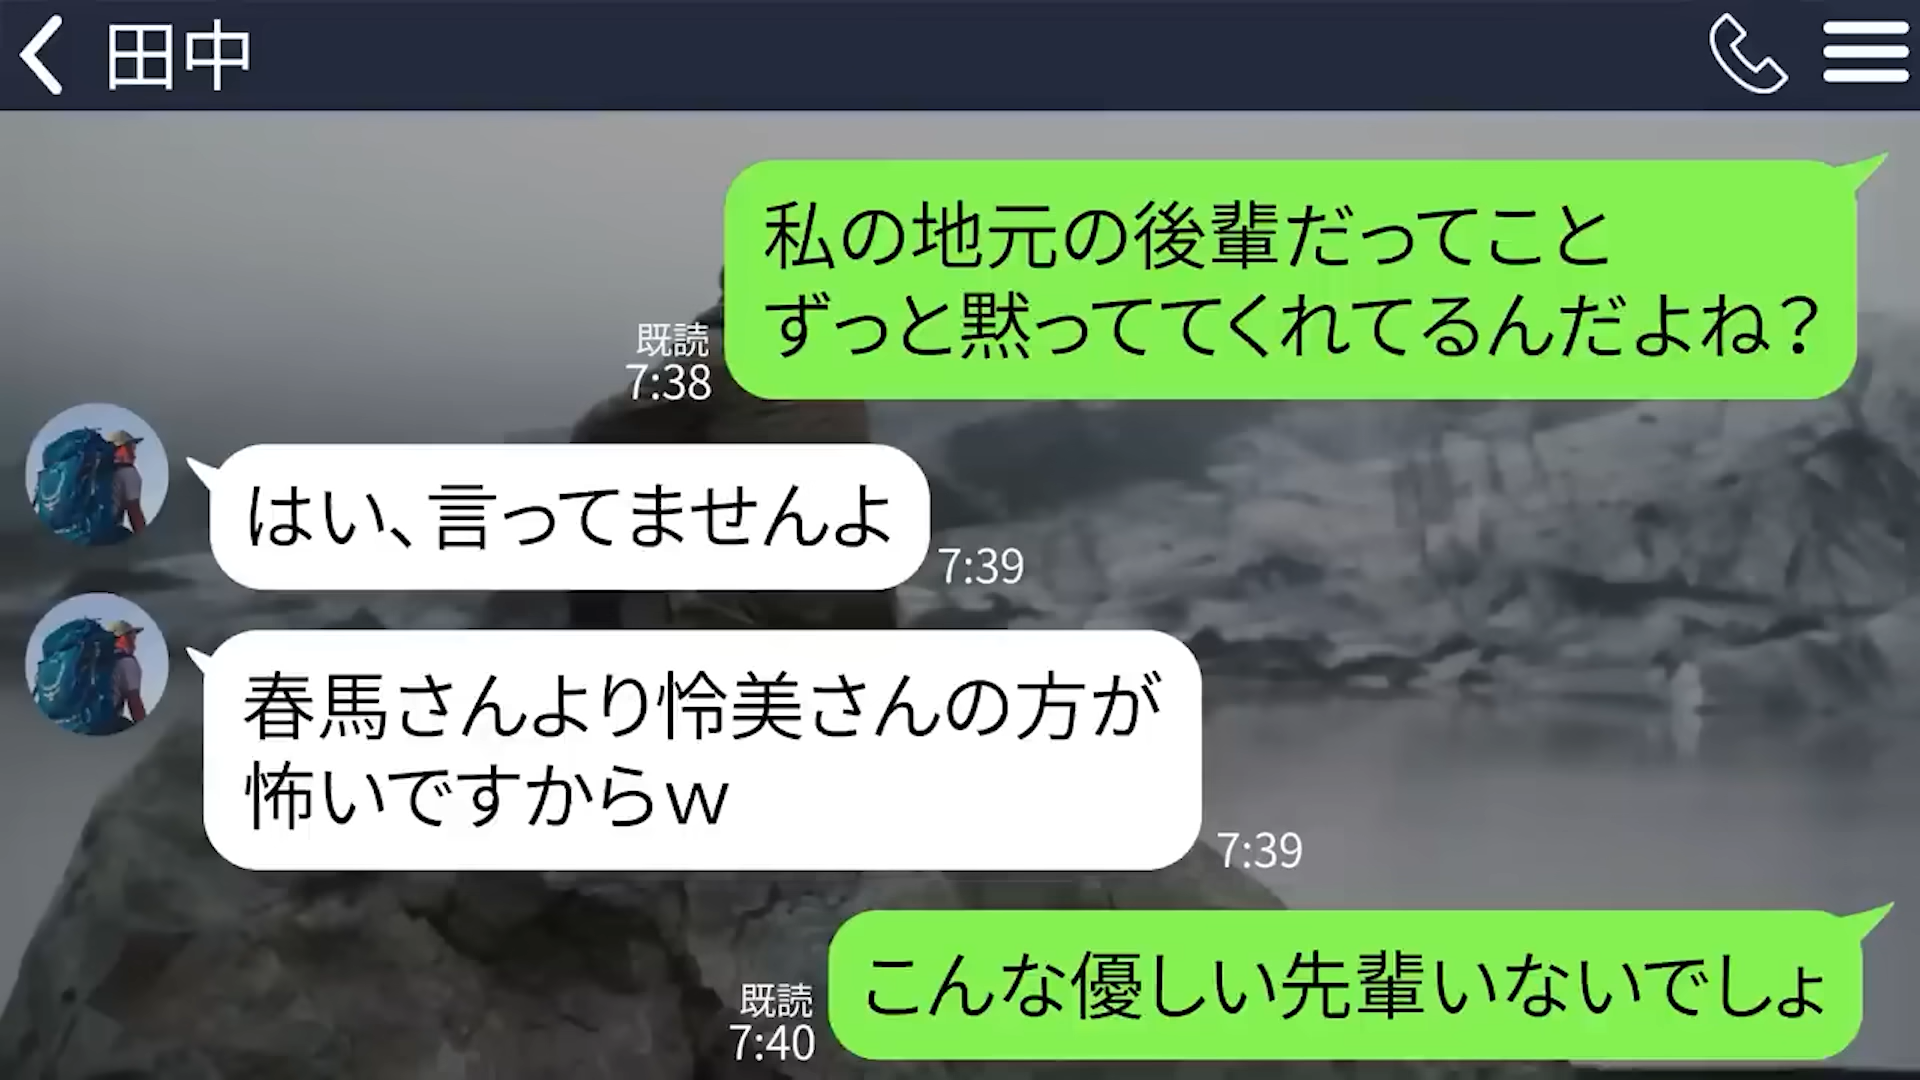 田中
私の地元の後輩だってこと
ずっと黙っててくれてるんだよね？
既読
7:38
はい、言ってませんよ
7:39
春馬さんより怜美さんの方が
怖いですからw
7:39
こんな優しい先輩いないでしょ
既読
7:40